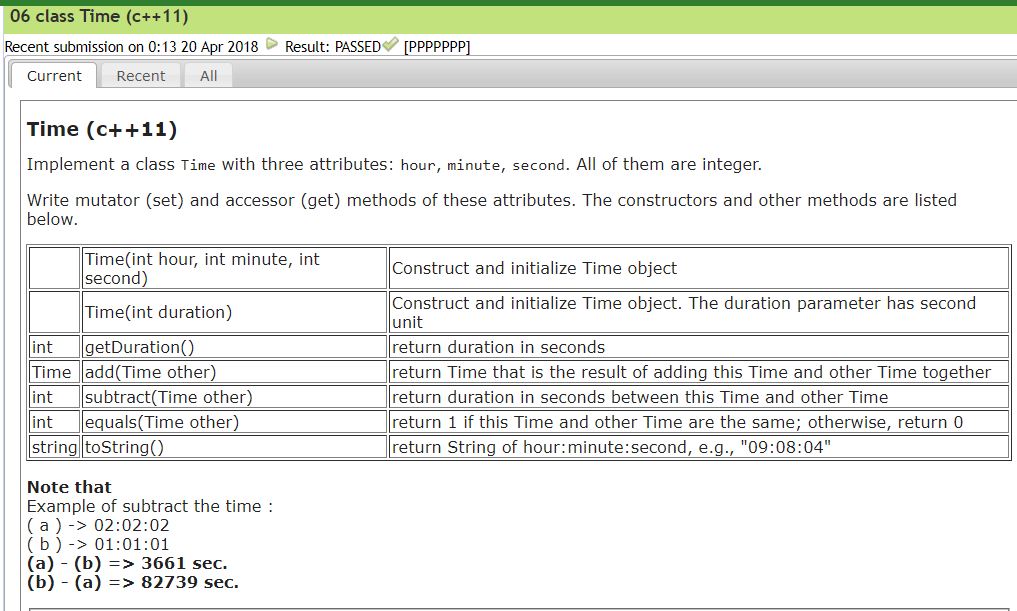 06 class Time (c++11)
Recent submission on 0:13 20 Apr 2018 Result: PASSED [PPPPPPP]
Current Recent All
Time (c++11)
Implement a class Time with three attributes: hour, minute, second. All of them are integer.
Write mutator (set) and accessor (get) methods of these attributes. The constructors and other methods are listed
below.
Time(int hour, int minute, int
second)
Construct and initialize Time object
Time(int duration)
Construct and initialize Time object. The duration parameter has second
unit
int getDuration() return duration in seconds
Time add(Time other) return Time that is the result of adding this Time and other Time together
int subtract(Time other) return duration in seconds between this Time and other Time
int equals(Time other) return 1 if this Time and other Time are the same; otherwise, return 0
string toString() return String of hour:minute:second, e.g., "09:08:04"
Note that
Example of subtract the time :
( a ) -> 02:02:02
( b ) -> 01:01:01
(a) - (b) => 3661 sec.
(b) - (a) => 82739 sec.